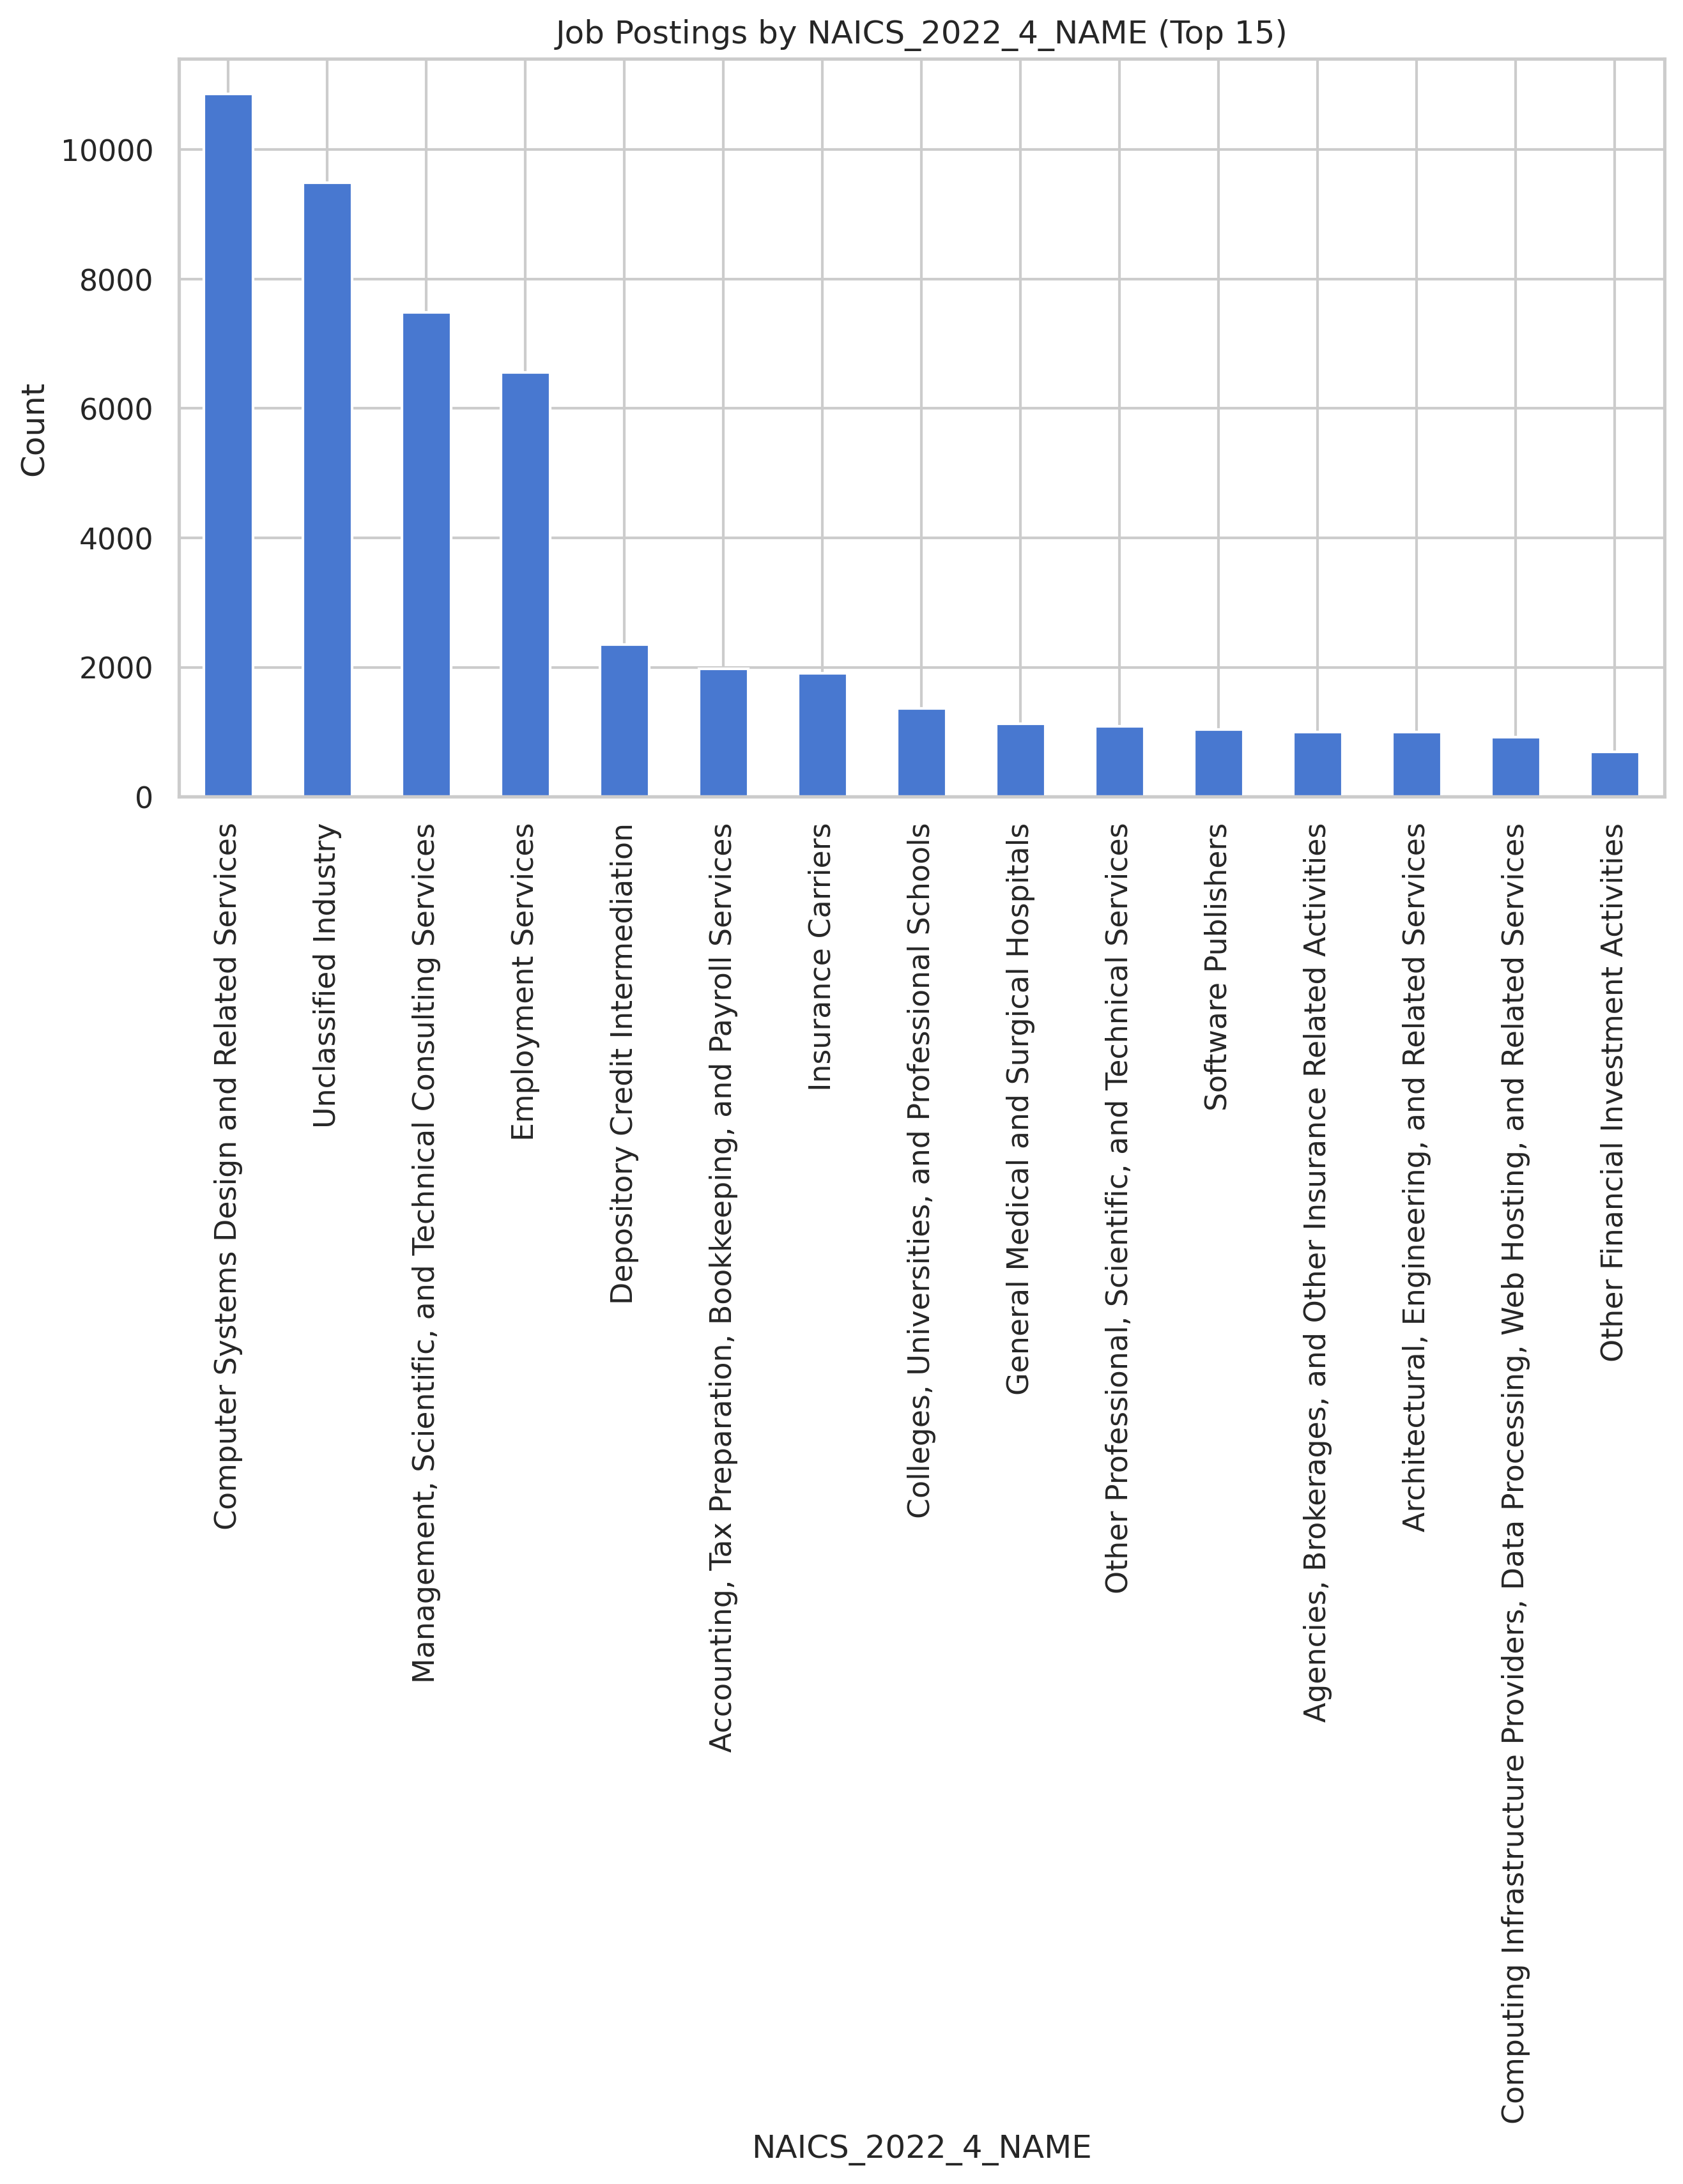 Job Postings by NAICS_2022_4_NAME (Top 15)
Count
10000
8000
6000
4000
2000
0
Computer Systems Design and Related Services
Unclassified Industry
Management, Scientific, and Technical Consulting Services
Employment Services
Depository Credit Intermediation
Accounting, Tax Preparation, Bookkeeping, and Payroll Services
Insurance Carriers
Colleges, Universities, and Professional Schools
General Medical and Surgical Hospitals
Other Professional, Scientific, and Technical Services
Software Publishers
Agencies, Brokerages, and Other Insurance Related Activities
Architectural, Engineering, and Related Services
Computing Infrastructure Providers, Data Processing, Web Hosting, and Related Services
Other Financial Investment Activities
NAICS_2022_4_NAME